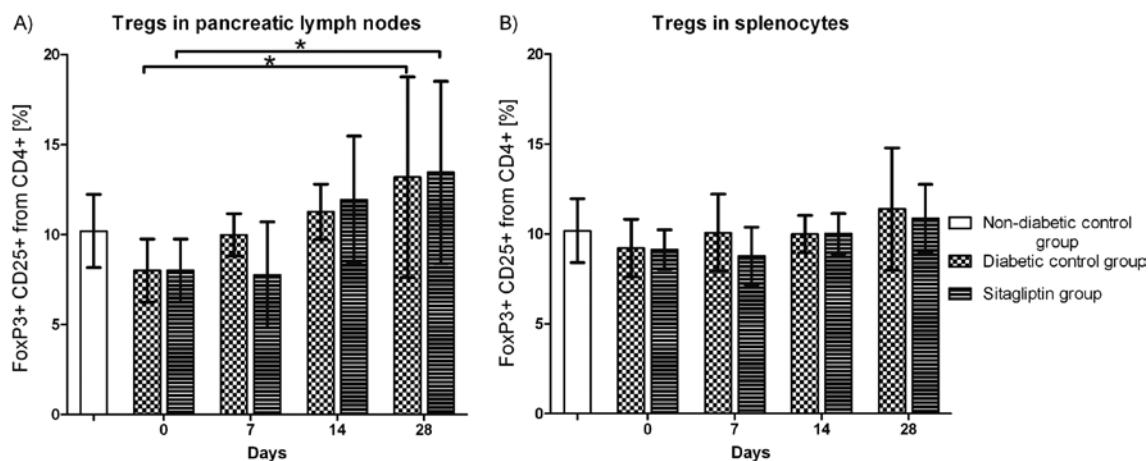 A) Tregs in pancreatic lymph nodes
FoxP3+ CD25+ from CD4+ [%]
20
15
10
5
0
*
*
0 7 14 28
Days
B) Tregs in splenocytes
FoxP3+ CD25+ from CD4+ [%]
20
15
10
5
0
0 7 14 28
Days
Non-diabetic control
group
Diabetic control group
Sitagliptin group